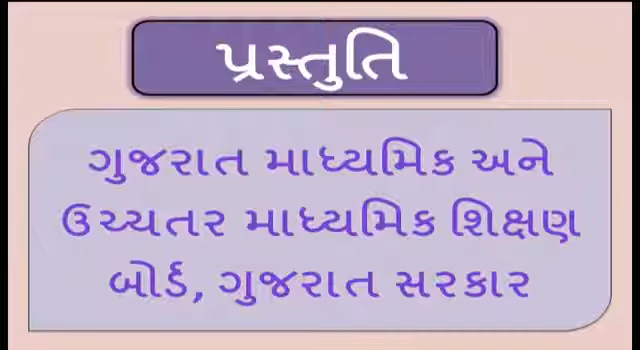 પ્રસ્તુતિ
ગુજરાત માધ્યમિક અને
ઉચ્ચતર માધ્યમિક શિક્ષણ
બોર્ડ, ગુજરાત સરકાર